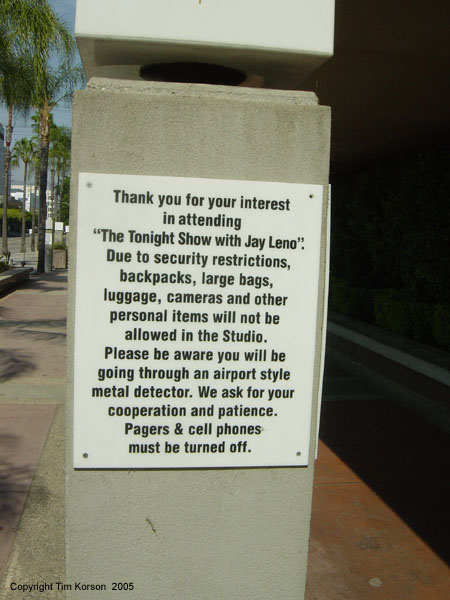 Thank you for your interest
in attending
"The Tonight Show with Jay Leno".
Due to security restrictions,
backpacks, large bags,
luggage, cameras and other
personal items will not be
allowed in the Studio.
Please be aware you will be
going through an airport style
metal detector. We ask for your
cooperation and patience.
Pagers & cell phones
must be turned off.
Copyright Tim Korson 2005